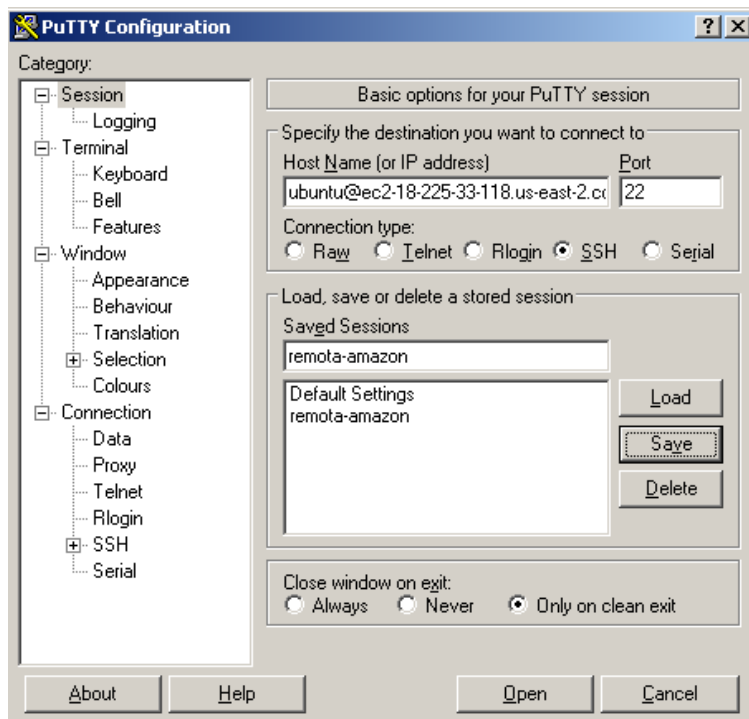 PuTTY Configuration
Category:
Session
Logging
Terminal
Keyboard
Bell
Features
Window
Appearance
Behaviour
Translation
Selection
Colours
Connection
Data
Proxy
Telnet
Rlogin
SSH
Serial
Basic options for your PuTTY session
Specify the destination you want to connect to
Host Name (or IP address) Port
ubuntu@ec2-18-225-33-118.us-east-2.co 22
Connection type:
Raw Telnet Rlogin SSH Serial
Load, save or delete a stored session
Saved Sessions
remota-amazon
Default Settings
remota-amazon
Load
Save
Delete
Close window on exit:
Always Never Only on clean exit
About Help Open Cancel